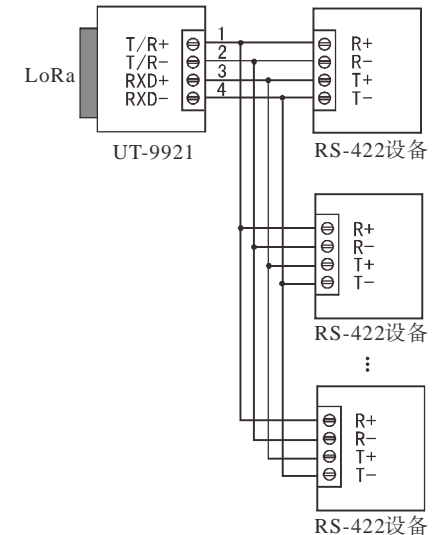 LoRa
T/R+
T/R-
RXD+
RXD-
1
2
3
4
UT-9921
R+
R-
T+
T-
RS-422设备
R+
R-
T+
T-
RS-422设备
⋮
R+
R-
T+
T-
RS-422设备